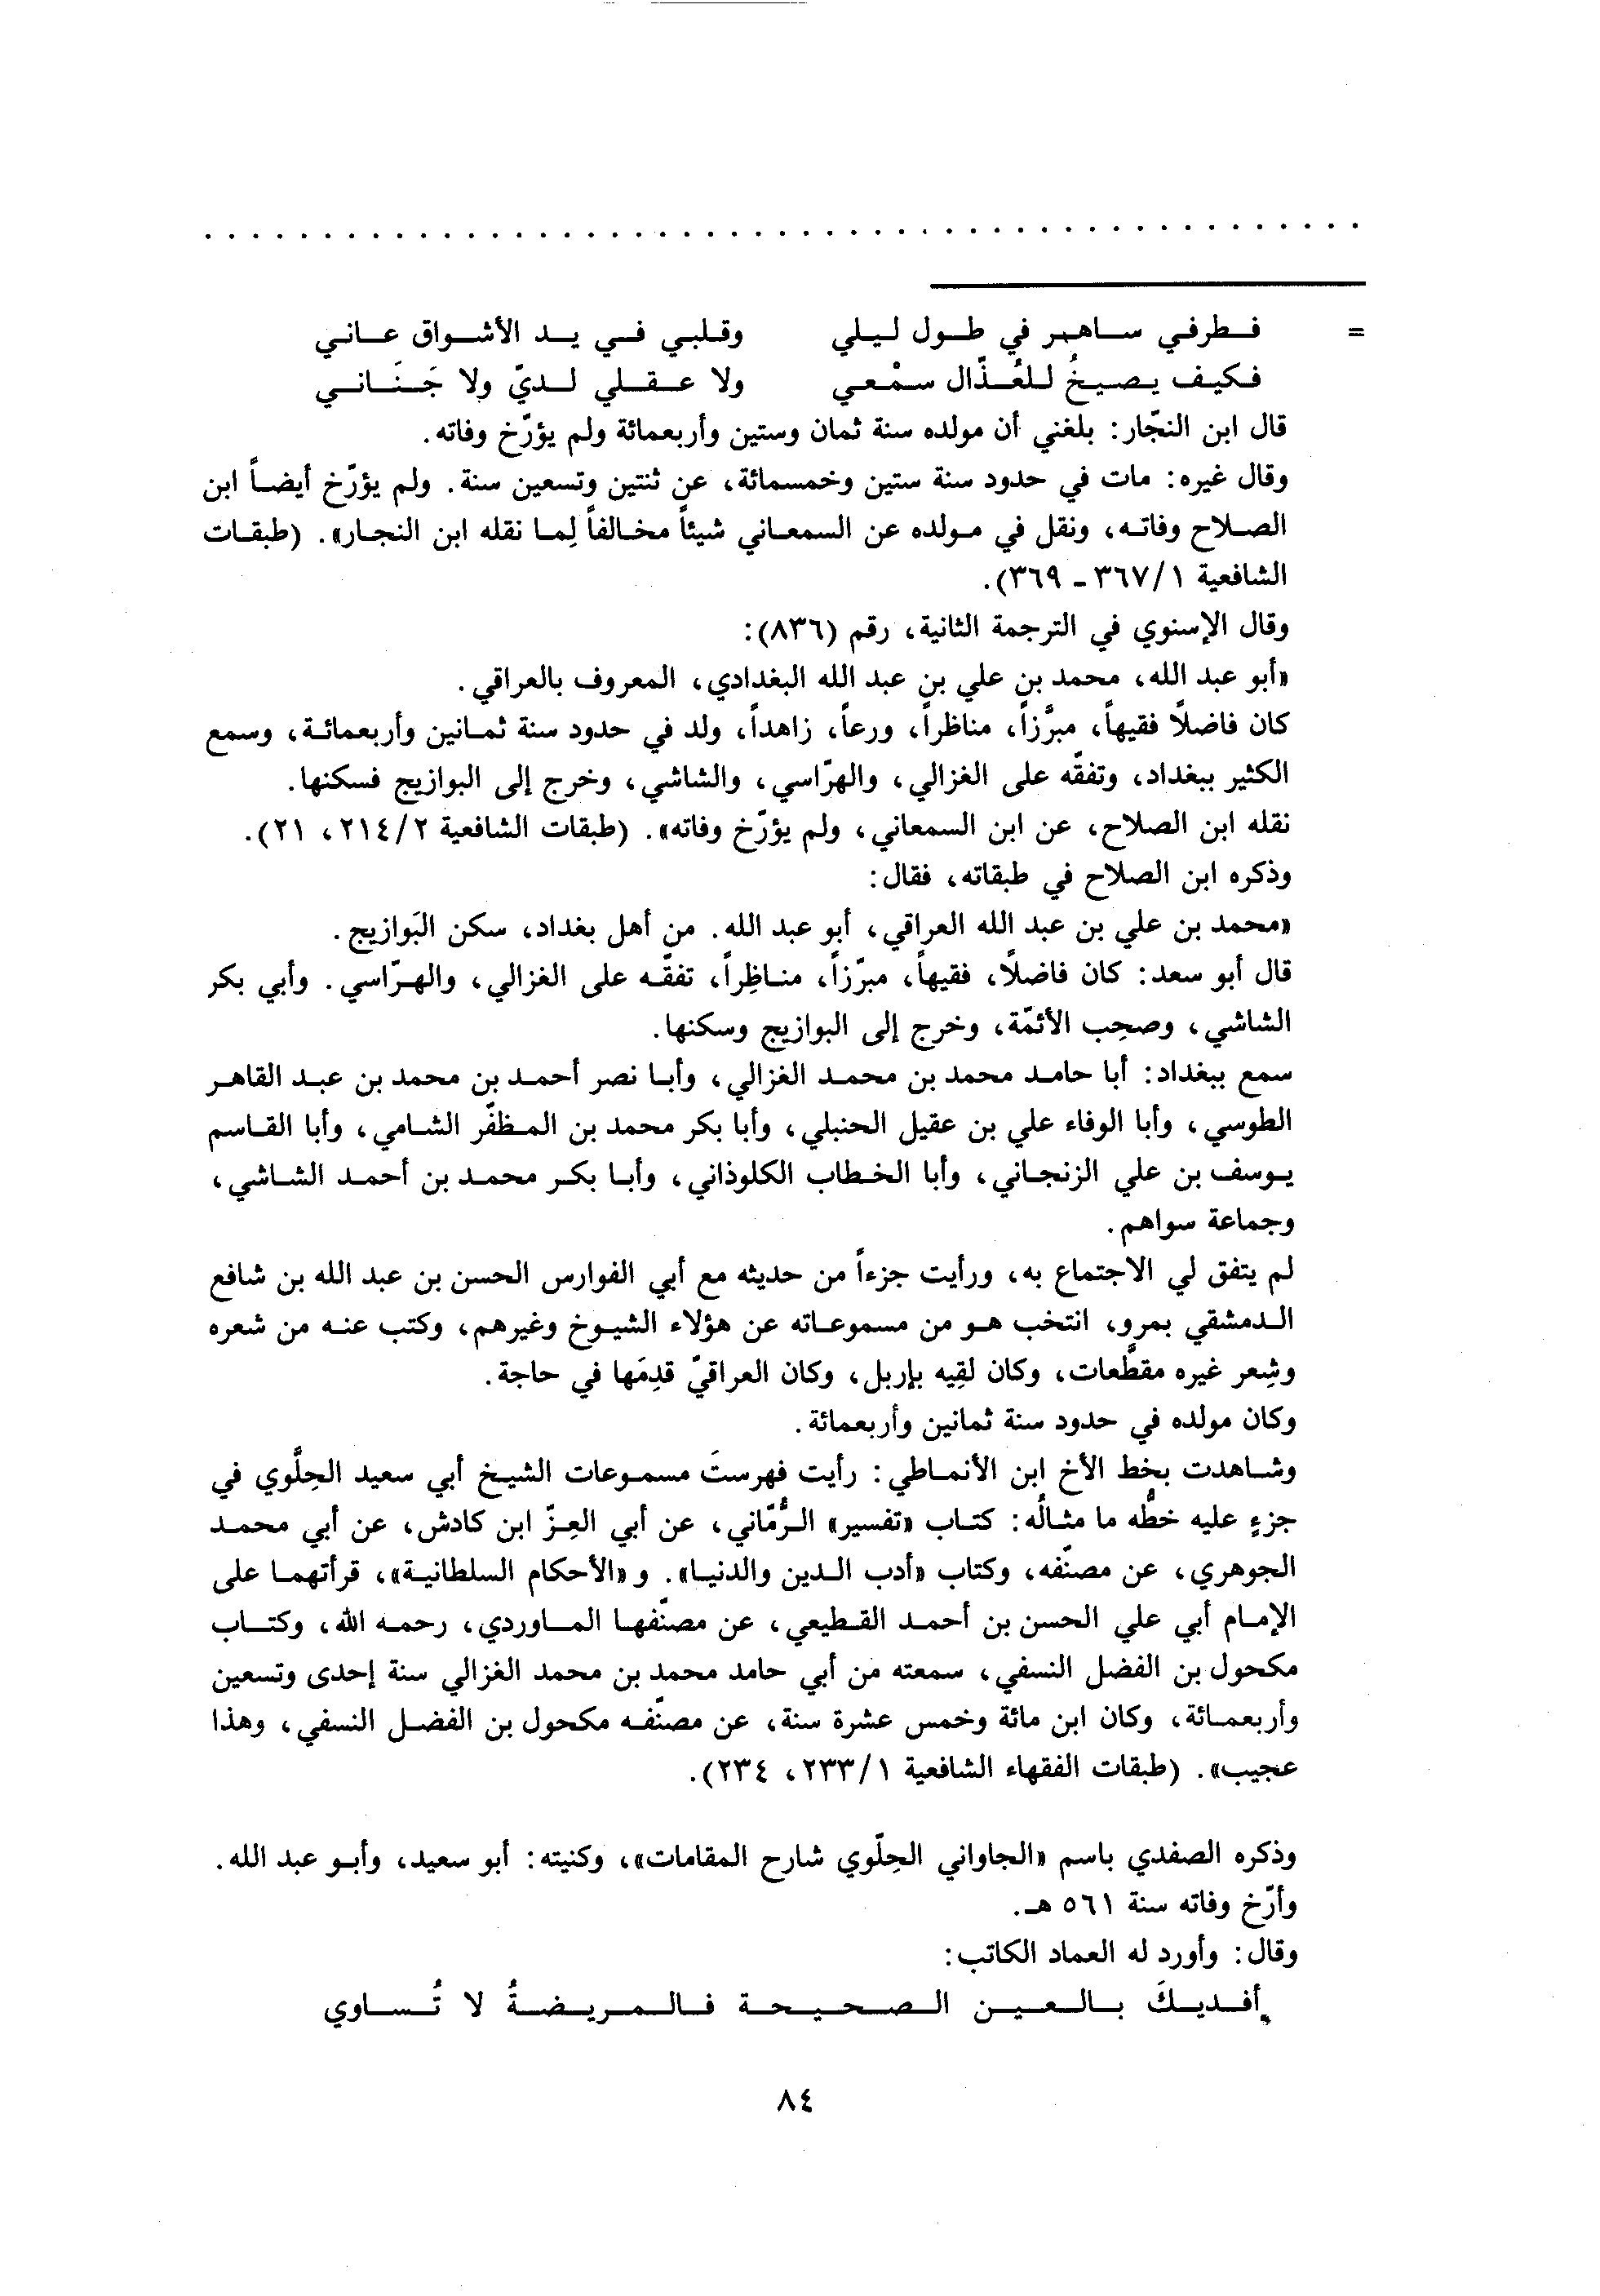 . . . . . . . . . . . . . . . . . . . . . . . . . . . . . . . . . . . . . . . . . . . . . . . . .
= فطرفي ساهر في طول ليلي وقلبي في يد الأشواق عاني
فكيف يصيخُ للعُذّال سمْعي ولا عقلي لديّ ولا جَنَاني
قال ابن النجّار: بلغني أن مولده سنة ثمان وستين وأربعمائة ولم يؤرّخ وفاته.
وقال غيره: مات في حدود سنة ستين وخمسمائة، عن ثنتين وتسعين سنة. ولم يؤرّخ أيضاً ابن
الصلاح وفاته، ونقل في مولده عن السمعاني شيئاً مخالفاً لِما نقله ابن النجار». (طبقات
الشافعية ١/٣٦٧ - ٣٦٩).
وقال الإسنوي في الترجمة الثانية، رقم (٨٣٦):
«أبو عبد الله، محمد بن علي بن عبد الله البغدادي، المعروف بالعراقي.
كان فاضلًا فقيهاً، مبرَّزاً، مناظراً، ورعاً، زاهداً، ولد في حدود سنة ثمانين وأربعمائة، وسمع
الكثير ببغداد، وتفقّه على الغزالي، والهرّاسي، والشاشي، وخرج إلى البوازيج فسكنها.
نقله ابن الصلاح، عن ابن السمعاني، ولم يؤرّخ وفاته». (طبقات الشافعية ٢/٢١٤، ٢١).
وذكره ابن الصلاح في طبقاته، فقال:
«محمد بن علي بن عبد الله العراقي، أبو عبد الله. من أهل بغداد، سكن البَوازيج.
قال أبو سعد: كان فاضلًا، فقيهاً، مبرّزاً، مناظِراً، تفقّه على الغزالي، والهرّاسي. وأبي بكر
الشاشي، وصحِب الأئمّة، وخرج إلى البوازيج وسكنها.
سمع ببغداد: أبا حامد محمد بن محمد الغزالي، وأبا نصر أحمد بن محمد بن عبد القاهر
الطوسي، وأبا الوفاء علي بن عقيل الحنبلي، وأبا بكر محمد بن المظفّر الشامي، وأبا القاسم
يوسف بن علي الزنجاني، وأبا الخطاب الكلوذاني، وأبا بكر محمد بن أحمد الشاشي،
وجماعة سواهم.
لم يتفق لي الاجتماع به، ورأيت جزءاً من حديثه مع أبي الفوارس الحسن بن عبد الله بن شافع
الدمشقي بمرو، انتخب هو من مسموعاته عن هؤلاء الشيوخ وغيرهم، وكتب عنه من شعره
وشِعر غيره مقطَّعات، وكان لقِيه بإربل، وكان العراقيّ قدِمَها في حاجة.
وكان مولده في حدود سنة ثمانين وأربعمائة.
وشاهدت بخط الأخ ابن الأنماطي: رأيت فهرستَ مسموعات الشيخ أبي سعيد الحِلَّوي في
جزءٍ عليه خطُّه ما مثالُه: كتاب «تفسير» الرُّمّاني، عن أبي العِزّ ابن كادش، عن أبي محمد
الجوهري، عن مصنّفه، وكتاب «أدب الدين والدنيا». و«الأحكام السلطانية»، قرأتهما على
الإمام أبي علي الحسن بن أحمد القطيعي، عن مصنّفها الماوردي، رحمه الله، وكتاب
مكحول بن الفضل النسفي، سمعته من أبي حامد محمد بن محمد الغزالي سنة إحدى وتسعين
وأربعمائة، وكان ابن مائة وخمس عشرة سنة، عن مصنّفه مكحول بن الفضل النسفي، وهذا
عجيب». (طبقات الفقهاء الشافعية ١/٢٣٣، ٢٣٤).
وذكره الصفدي باسم «الجاواني الحِلّوي شارح المقامات»، وكنيته: أبو سعيد، وأبو عبد الله.
وأرّخ وفاته سنة ٥٦١ هـ.
وقال: وأورد له العماد الكاتب:
أفديكَ بالعين الصحيحة فالمريضةُ لا تُساوي
٨٤